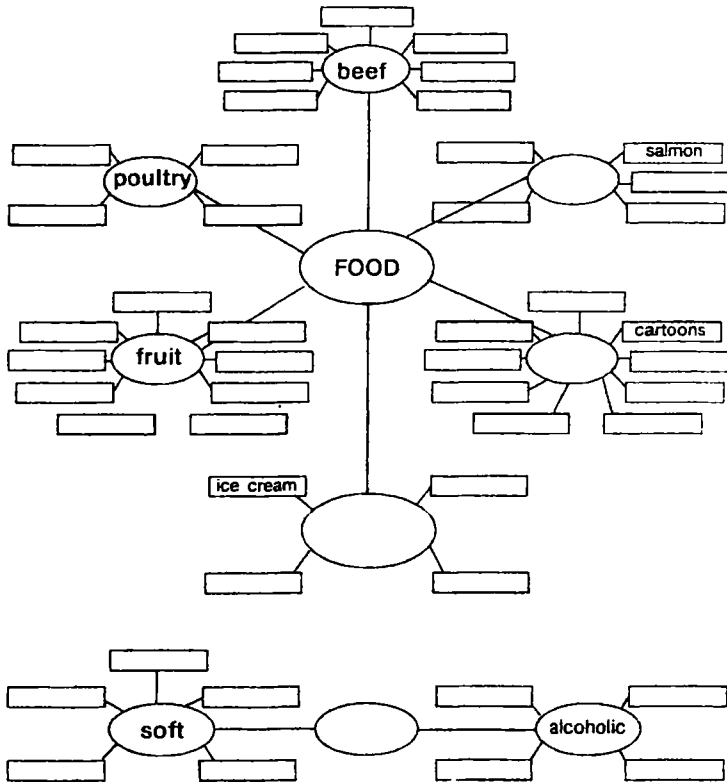 beef
salmon
poultry
FOOD
cartoons
fruit
ice cream
soft
alcoholic